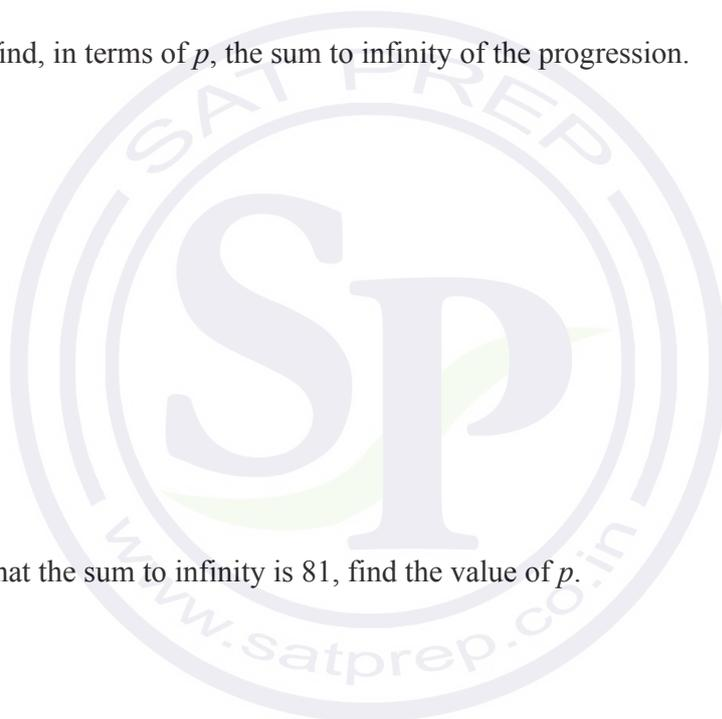 ind, in terms of p, the sum to infinity of the progression.
SAT PREP
SP
hat the sum to infinity is 81, find the value of p.
www.satprep.co.in